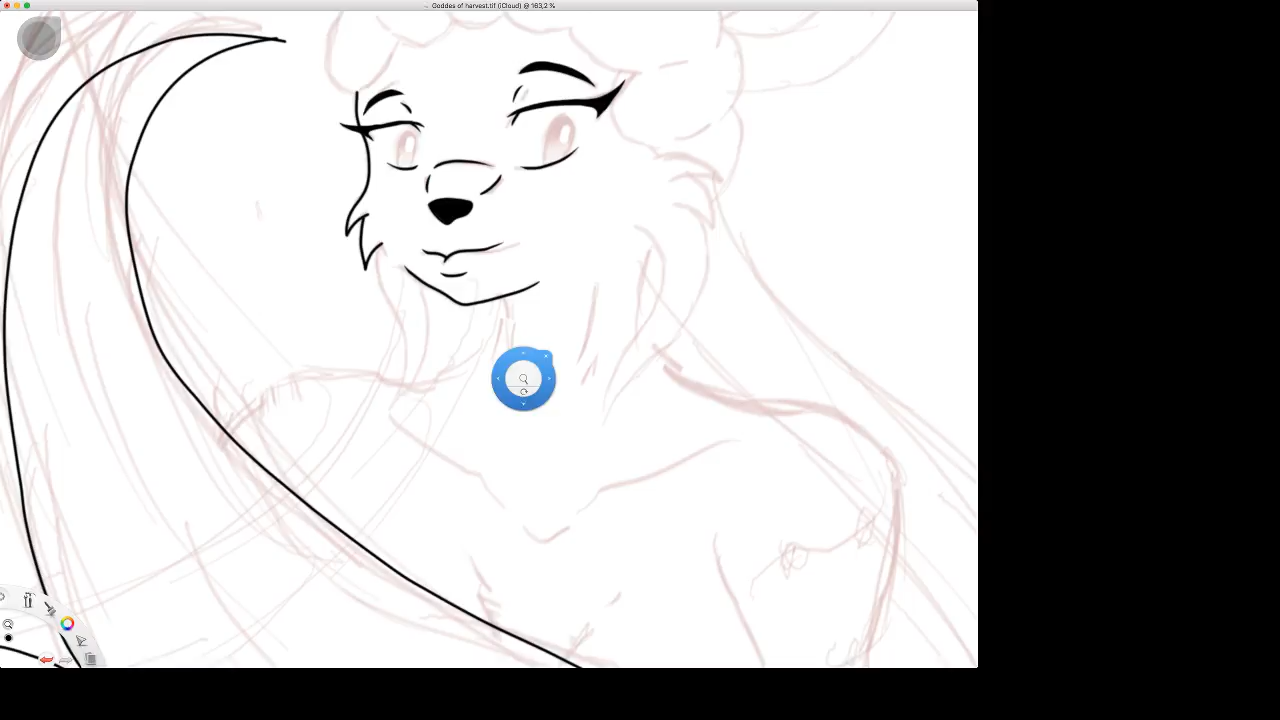 Goddes of harvest.tif (iCloud) @ 163,2 %